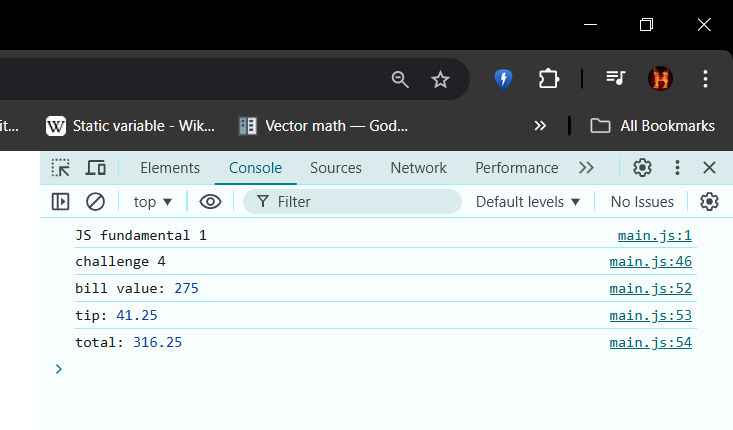 it...
W Static variable - Wik...
Vector math — God...
»
All Bookmarks
Elements Console Sources Network Performance »
top ▼ Filter Default levels ▼ No Issues
JS fundamental 1 main.js:1
challenge 4 main.js:46
bill value: 275 main.js:52
tip: 41.25 main.js:53
total: 316.25 main.js:54
>